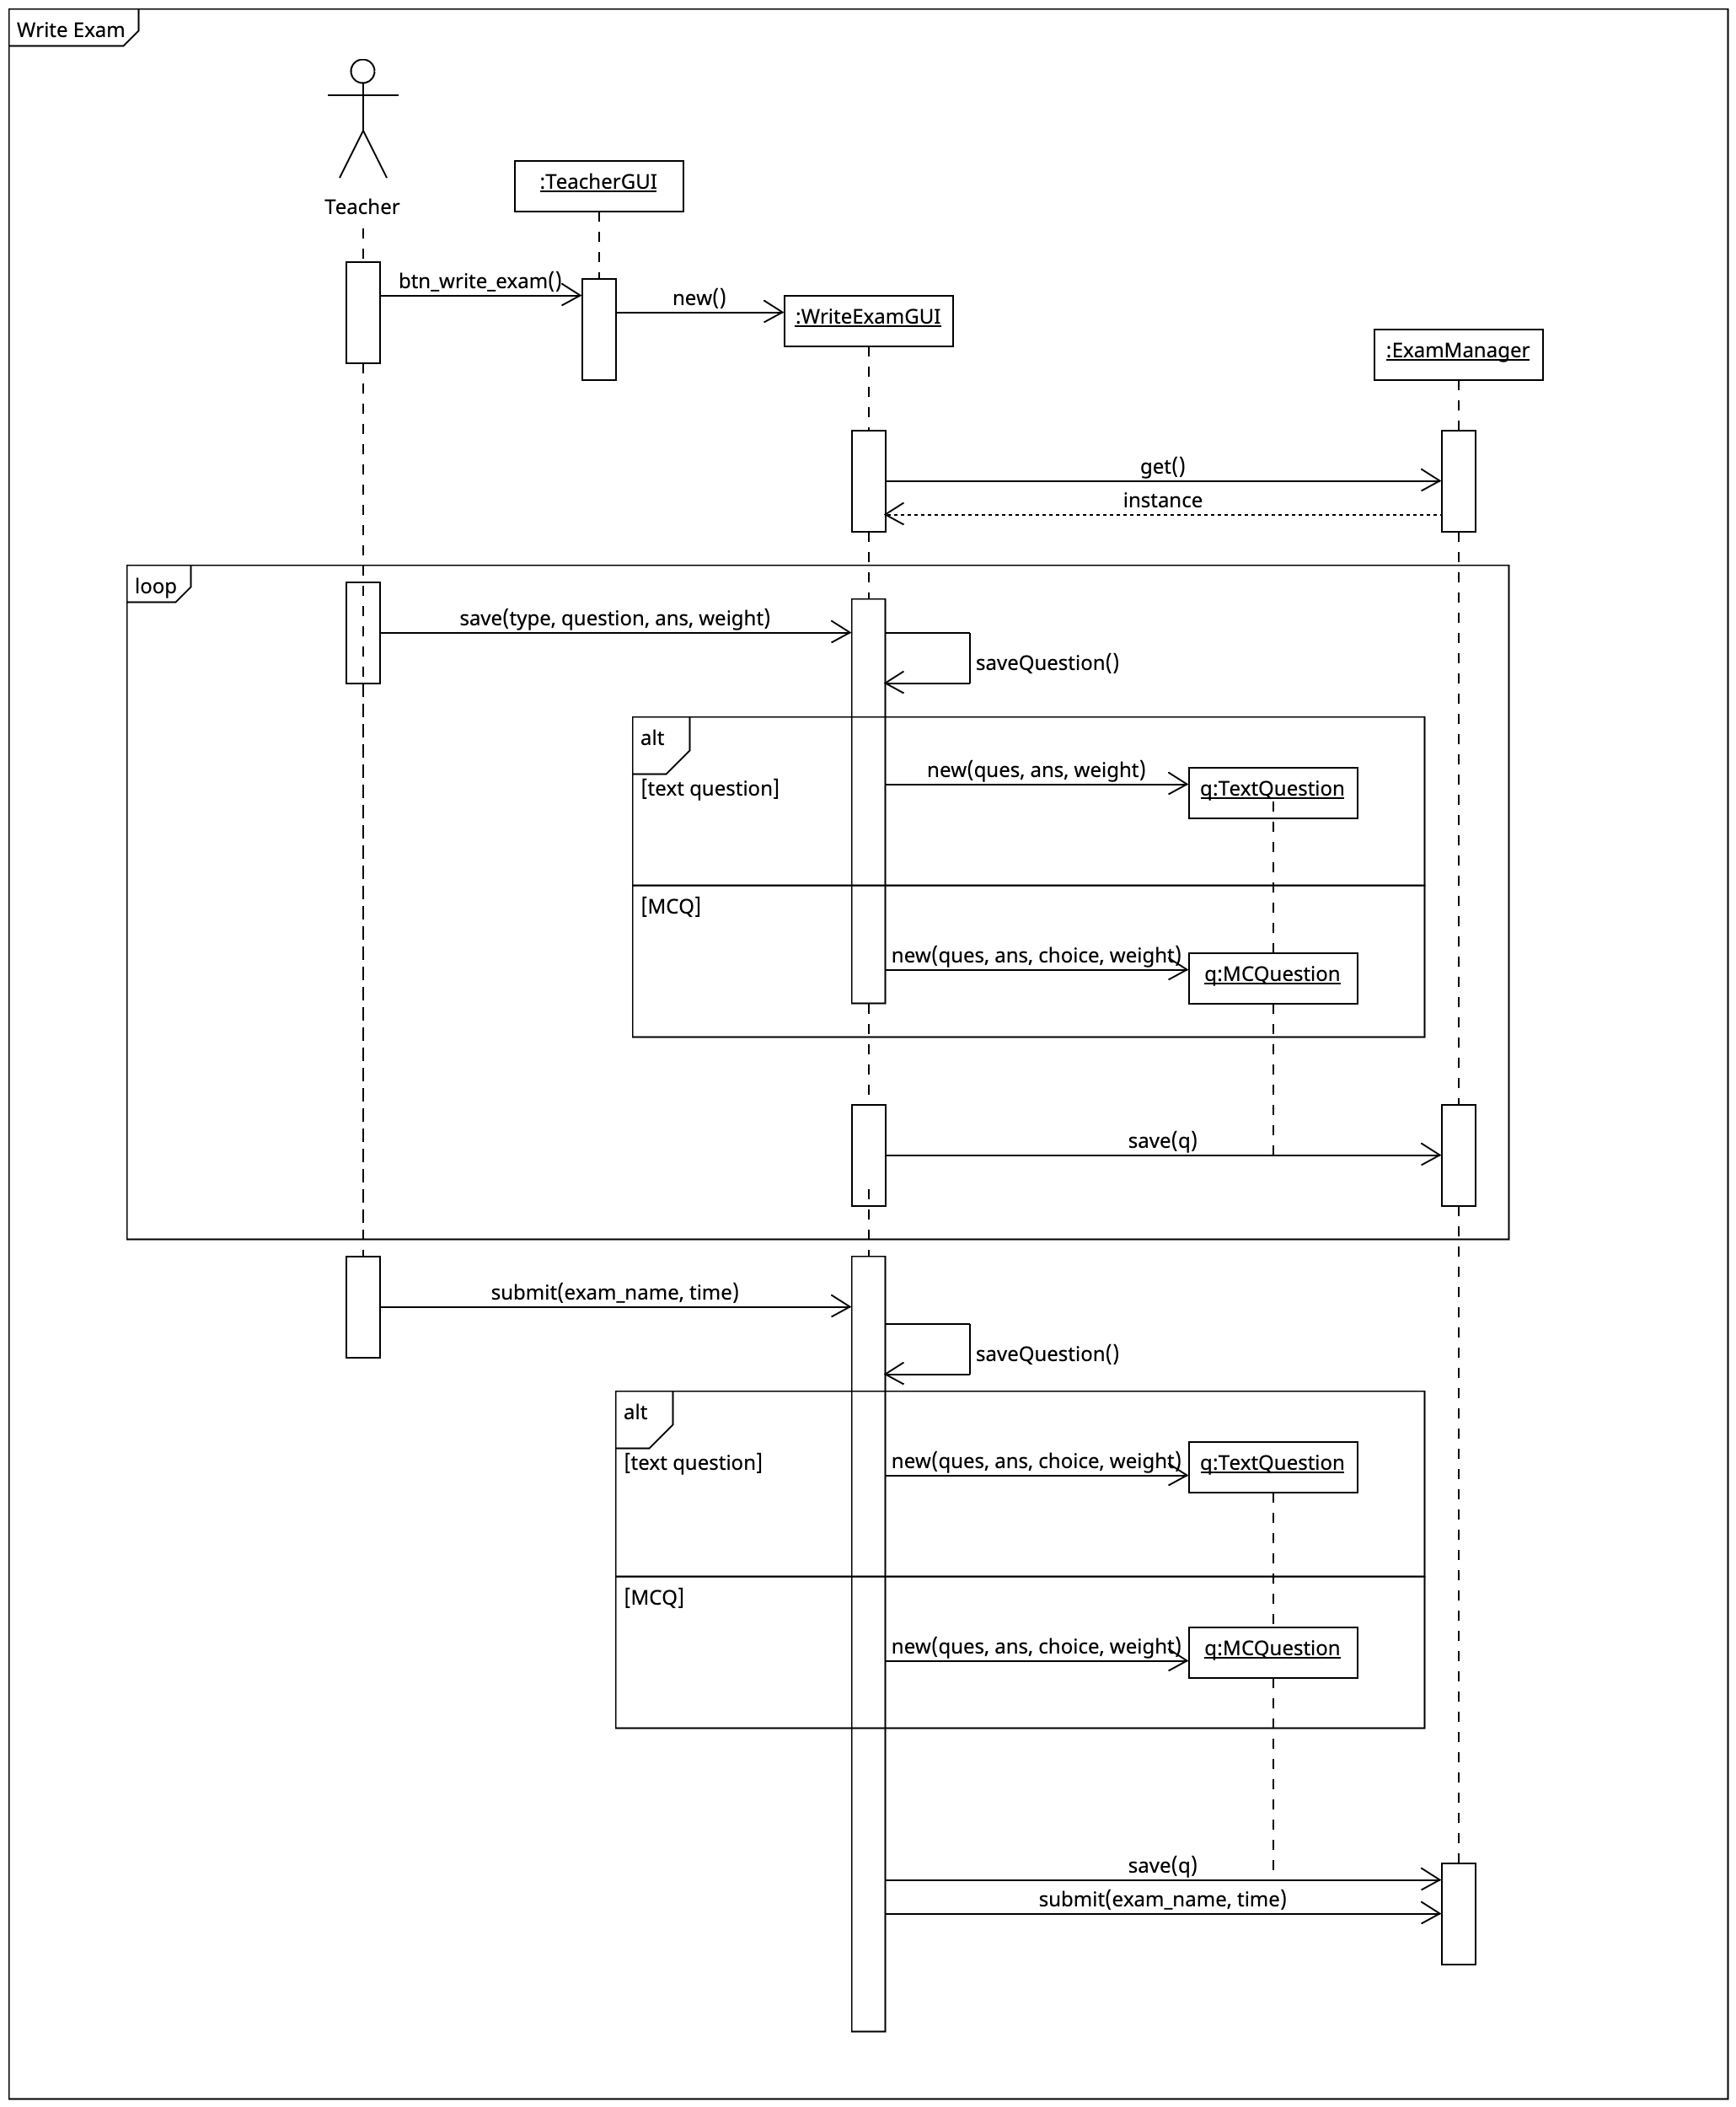 Write Exam
Teacher
:TeacherGUI
btn_write_exam()
new()
:WriteExamGUI
:ExamManager
get()
instance
loop
save(type, question, ans, weight)
saveQuestion()
alt
[text question]
new(ques, ans, weight)
q:TextQuestion
[MCQ]
new(ques, ans, choice, weight)
q:MCQuestion
save(q)
submit(exam_name, time)
saveQuestion()
alt
[text question]
new(ques, ans, choice, weight)
q:TextQuestion
[MCQ]
new(ques, ans, choice, weight)
q:MCQuestion
save(q)
submit(exam_name, time)